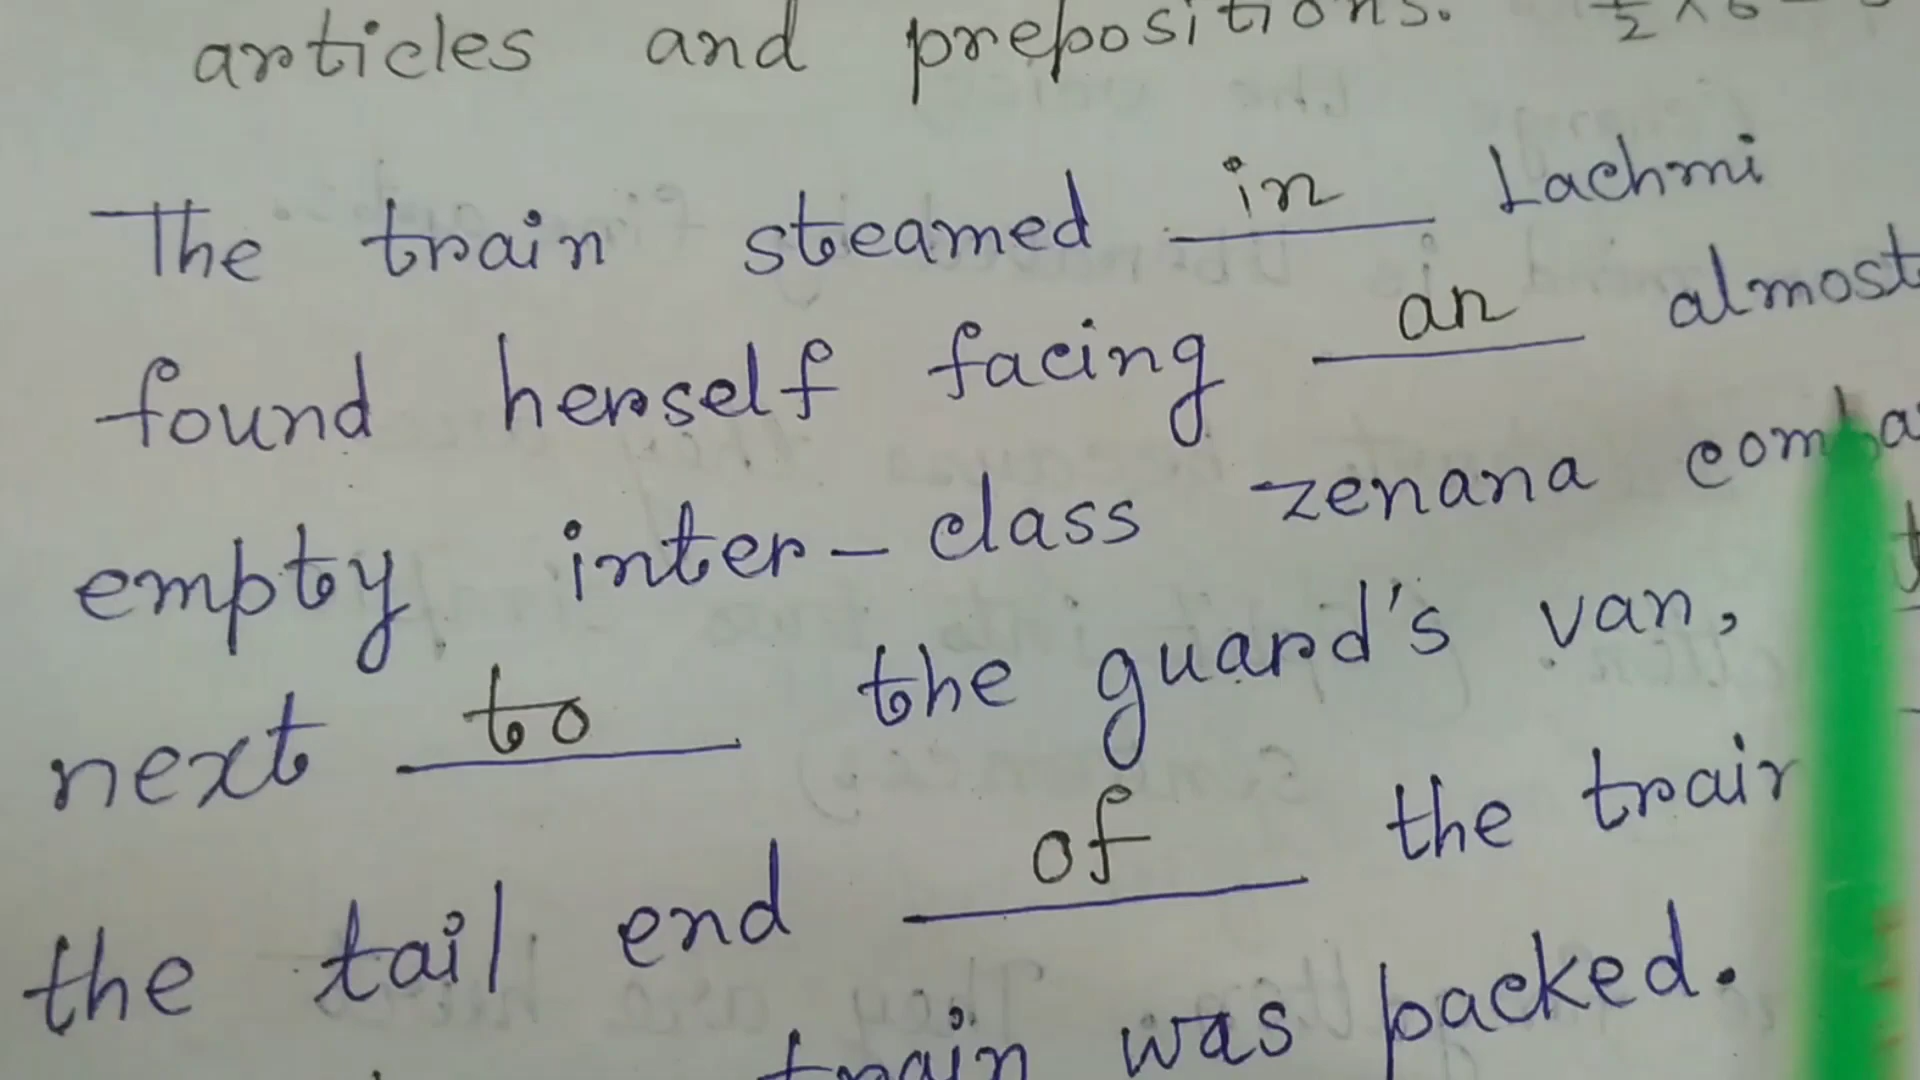 articles and prepositions.
The train steamed in Lachmi
found herself facing an almost
empty inter-class zenana
next to the guard's van,
the tail end of the train
train was packed.